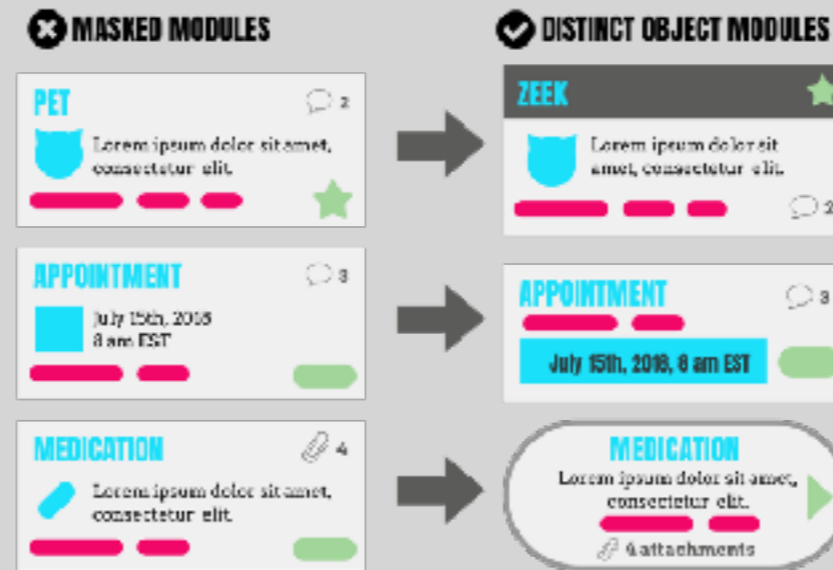 MASKED MODULES
DISTINCT OBJECT MODULES
PET
2
Lorem ipsum dolor sit amet,
consectetur elit.
ZEEK
Lorem ipsum dolor sit
amet, consectetur elit.
2
APPOINTMENT
3
July 15th, 2018
8 am EST
APPOINTMENT
3
July 15th, 2018, 8 am EST
MEDICATION
4
Lorem ipsum dolor sit amet,
consectetur elit.
MEDICATION
Lorem ipsum dolor sit amet,
consectetur elit.
4 attachments